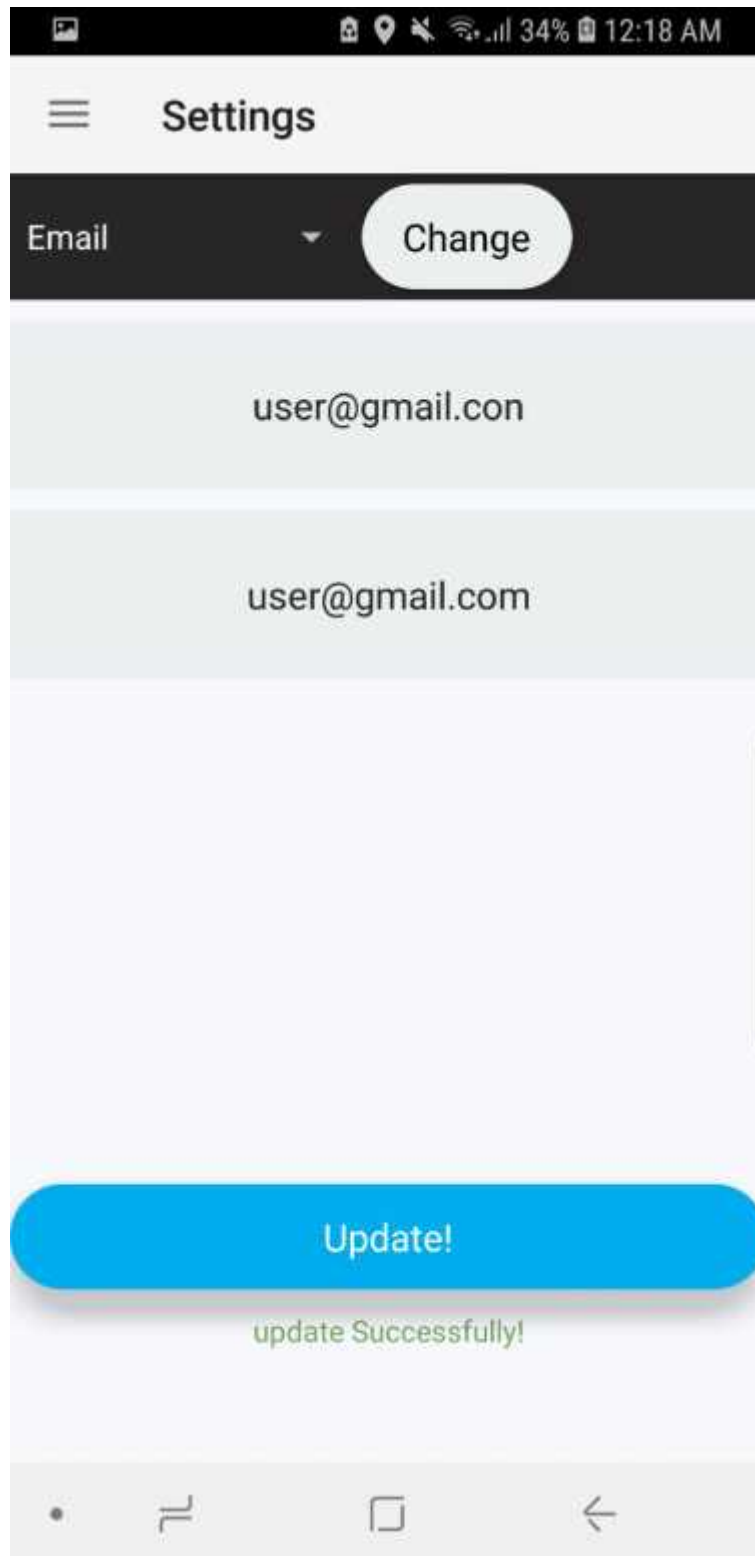 34% 12:18 AM
Settings
Email
Change
user@gmail.con
user@gmail.com
Update!
update Successfully!